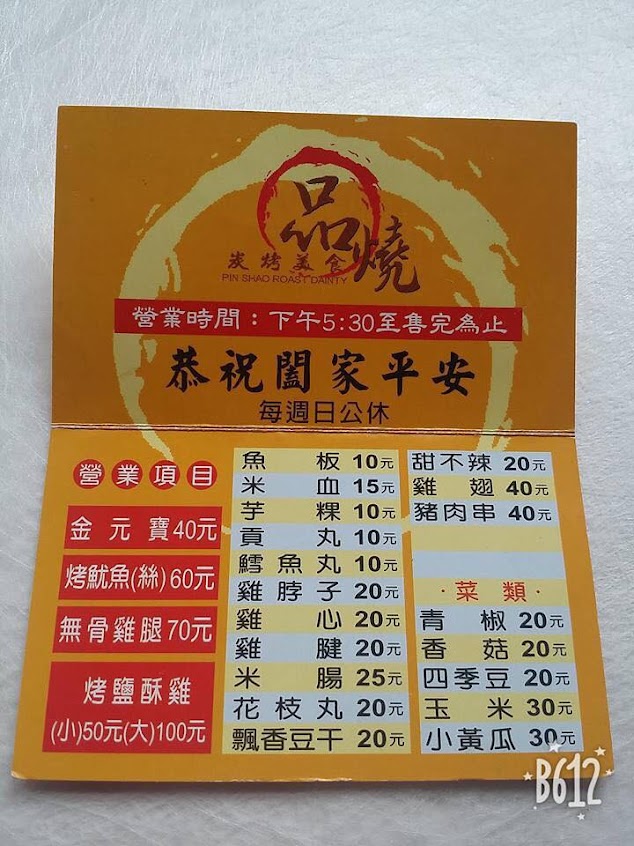 品燒
炭烤美食
PIN SHAO ROAST DAINTY
營業時間：下午5:30至售完為止
恭祝闔家平安
每週日公休
營業項目
金元寶40元
烤魷魚(絲)60元
無骨雞腿70元
烤鹽酥雞
(小)50元(大)100元
魚板10元
米血15元
芋粿10元
貢丸10元
鱈魚丸10元
雞脖子20元
雞心20元
雞腱20元
米腸25元
花枝丸20元
飄香豆干20元
甜不辣20元
雞翅40元
豬肉串40元
·菜類·
青椒20元
香菇20元
四季豆20元
玉米30元
小黃瓜30元
B612